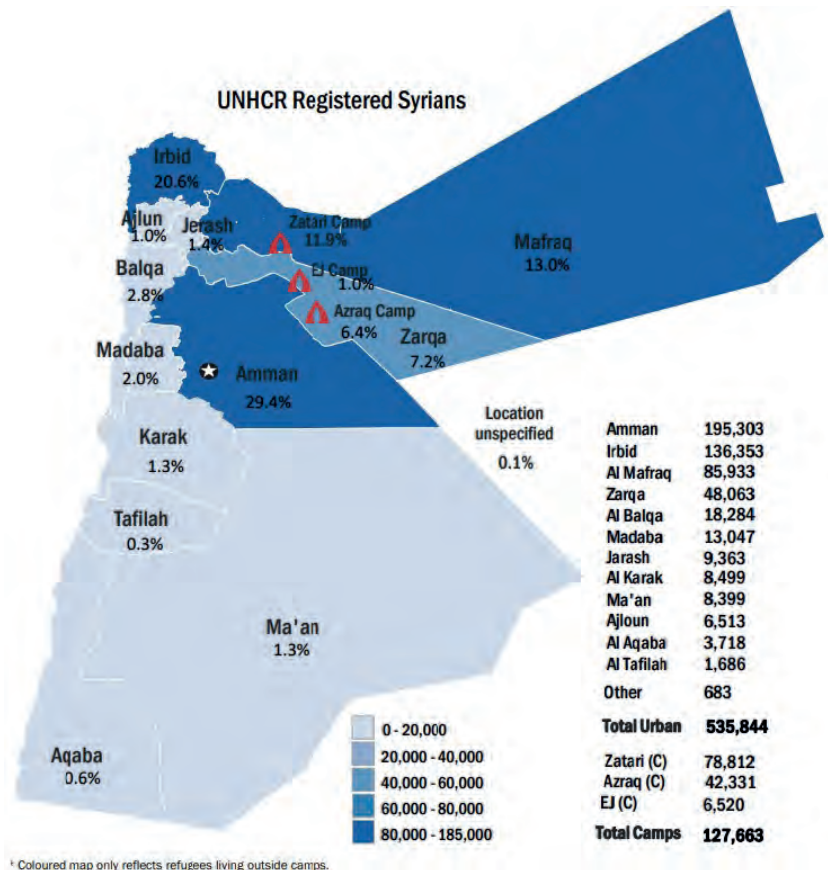 UNHCR Registered Syrians
Irbid
20.6%
Ajlun
1.0%
Jerash
1.4%
Zatari Camp
11.9%
Mafraq
13.0%
Balqa
2.8%
EJ Camp
1.0%
Azraq Camp
6.4%
Zarqa
7.2%
Madaba
2.0%
Amman
29.4%
Location
unspecified
0.1%
Karak
1.3%
Tafilah
0.3%
Ma'an
1.3%
Aqaba
0.6%
0 - 20,000
20,000 - 40,000
40,000 - 60,000
60,000 - 80,000
80,000 - 185,000
Amman 195,303
Irbid 136,353
Al Mafraq 85,933
Zarqa 48,063
Al Balqa 18,284
Madaba 13,047
Jarash 9,363
Al Karak 8,499
Ma'an 8,399
Ajloun 6,513
Al Aqaba 3,718
Al Tafilah 1,686
Other 683
Total Urban 535,844
Zatari (C) 78,812
Azraq (C) 42,331
EJ (C) 6,520
Total Camps 127,663
* Coloured map only reflects refugees living outside camps.